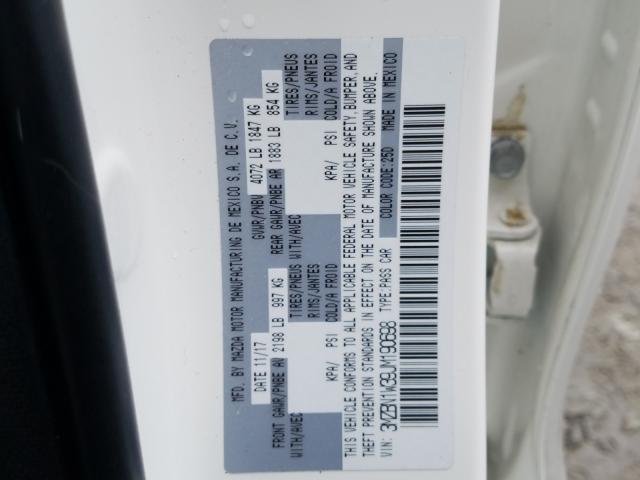 MFD. BY MAZDA MOTOR MANUFACTURING DE MEXICO S.A. DE C.V.
DATE 11/17 GVWR/PNBV 4072 LB 1847 KG
FRONT GAWR/PNBE AV 2198 LB 997 KG REAR GAWR/PNBE AR 1883 LB 854 KG
WITH/AVEC TIRES/PNEUS WITH/AVEC TIRES/PNEUS
RIMS/JANTES RIMS/JANTES
KPA/ PSI COLD/A FROID KPA/ PSI COLD/A FROID
THIS VEHICLE CONFORMS TO ALL APPLICABLE FEDERAL MOTOR VEHICLE SAFETY, BUMPER, AND
THEFT PREVENTION STANDARDS IN EFFECT ON THE DATE OF MANUFACTURE SHOWN ABOVE.
VIN: 3MZBN1W39JM190698 TYPE:PASS CAR COLOR CODE:25D MADE IN MEXICO